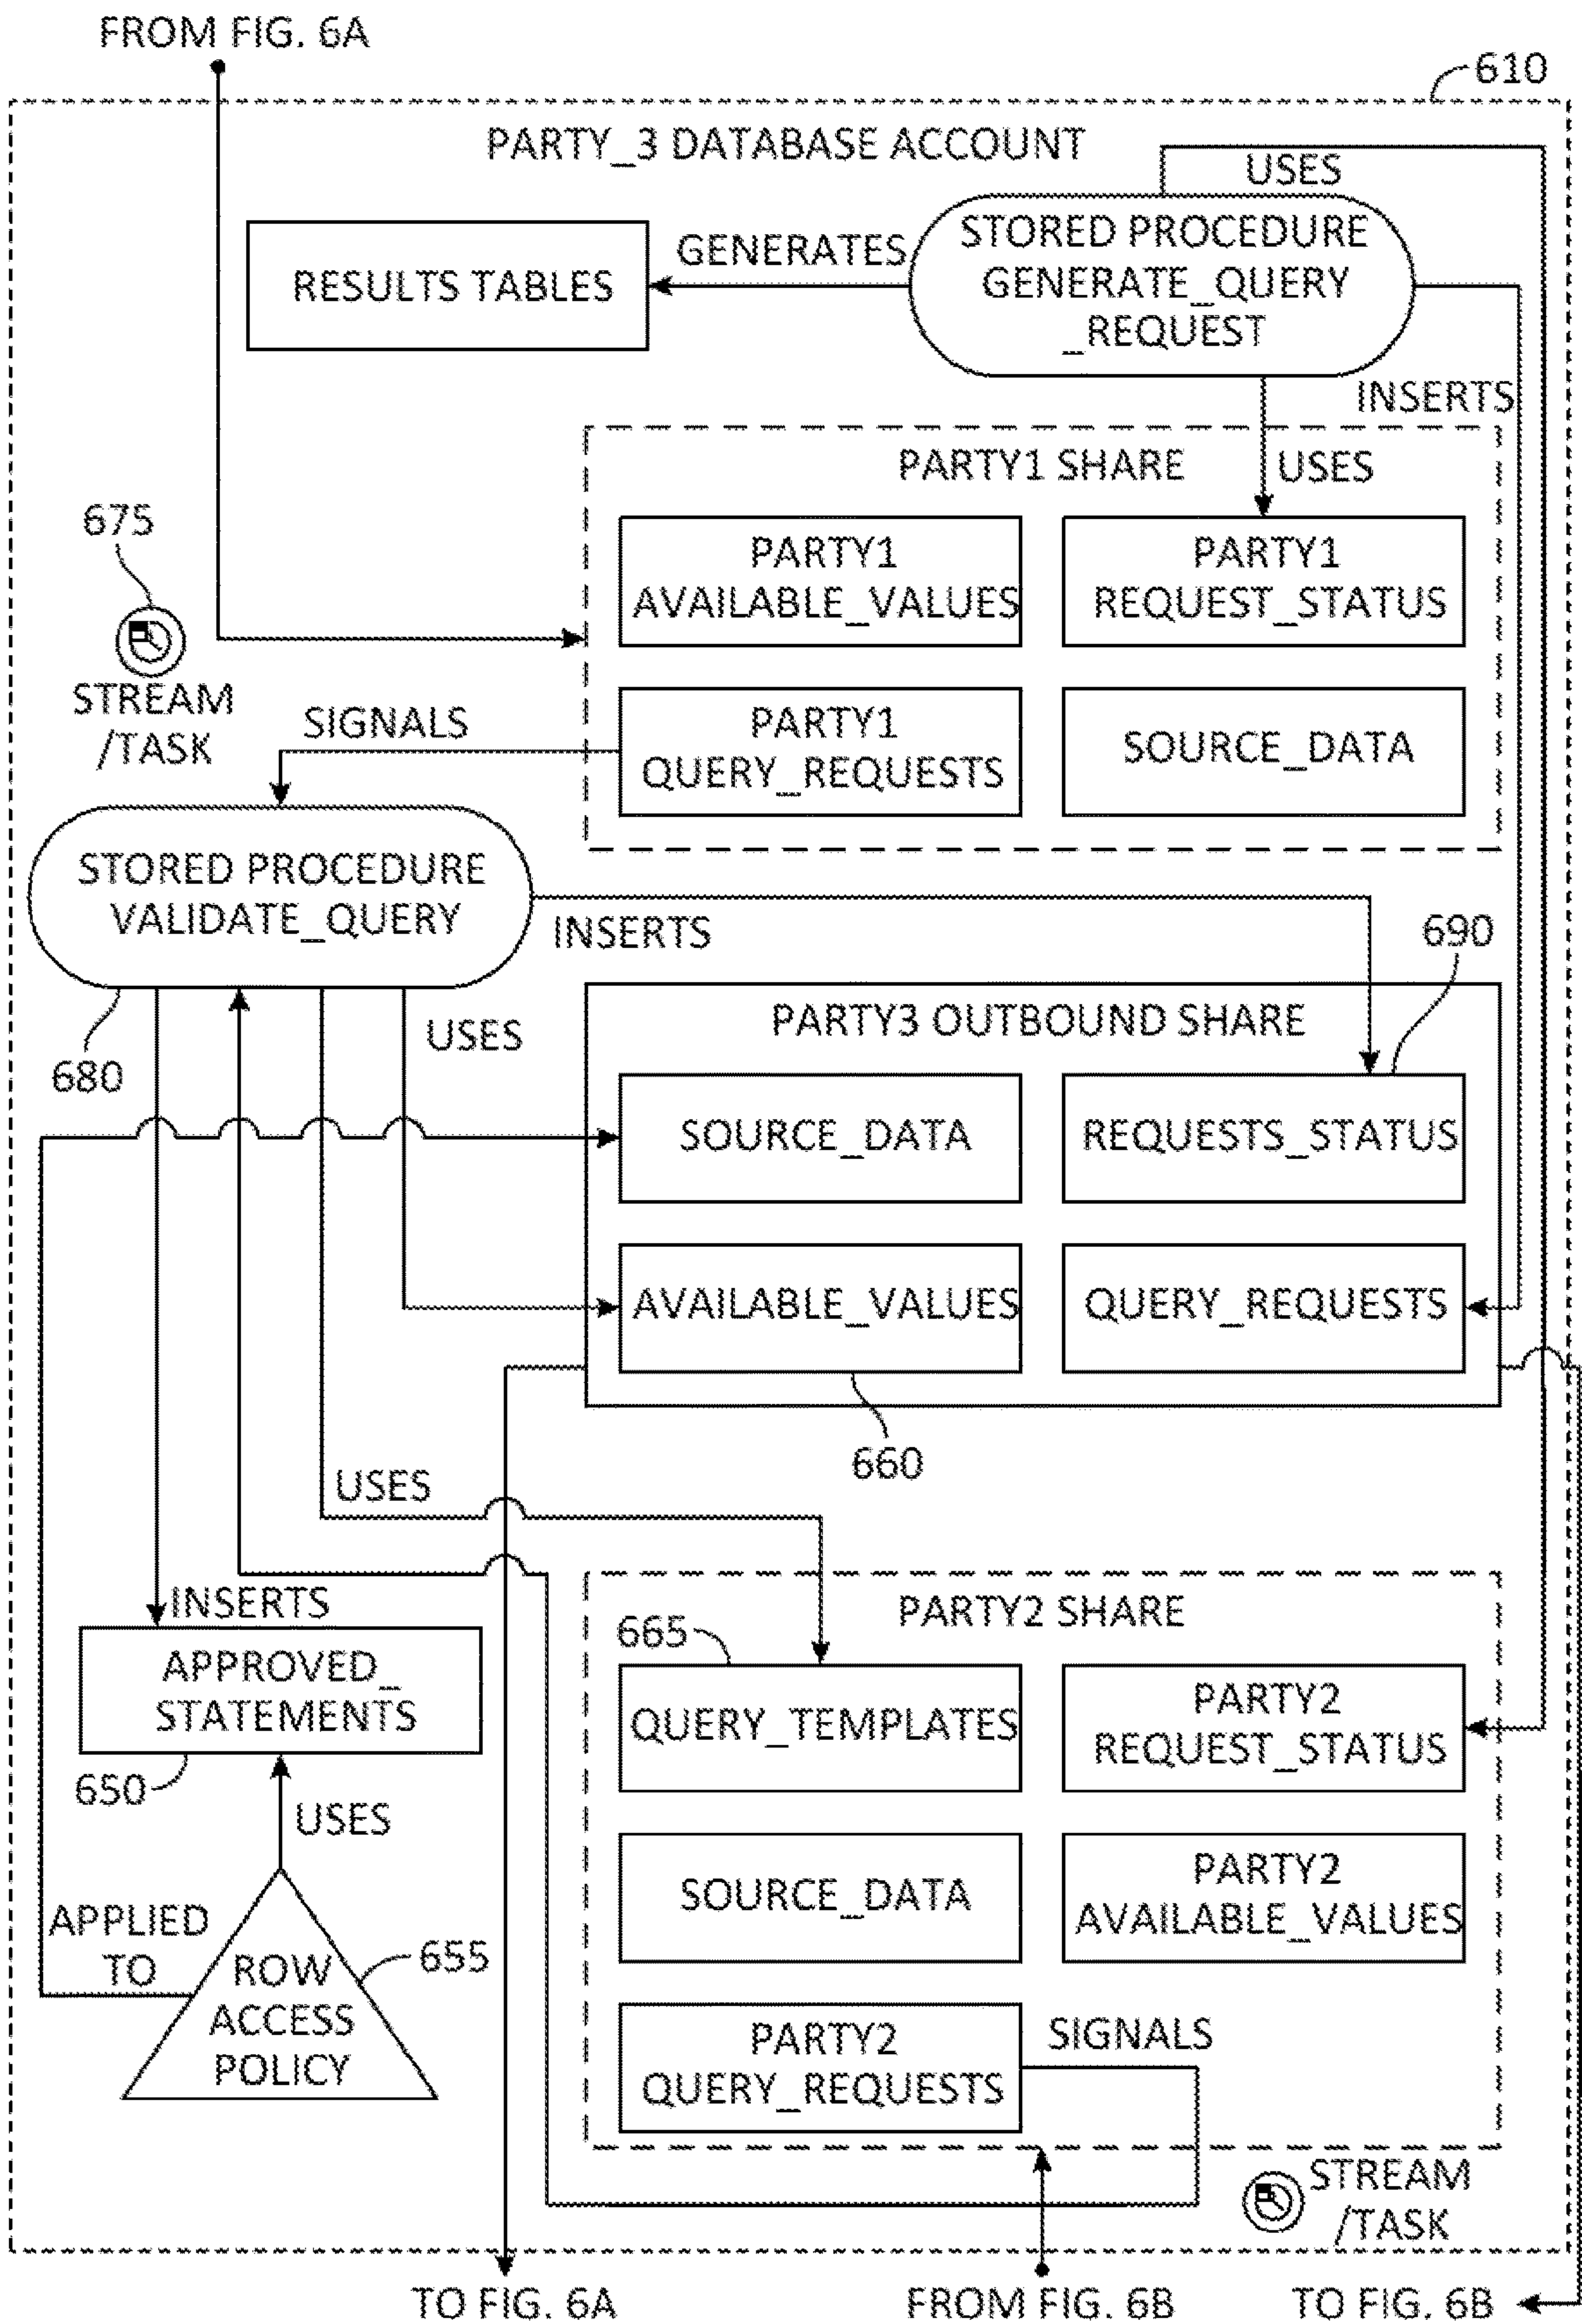 FROM FIG. 6A
610
PARTY_3 DATABASE ACCOUNT
USES
STORED PROCEDURE
GENERATE_QUERY
_REQUEST
GENERATES
RESULTS TABLES
INSERTS
PARTY1 SHARE
USES
PARTY1
AVAILABLE_VALUES
PARTY1
REQUEST_STATUS
675
STREAM
/TASK
SIGNALS
PARTY1
QUERY_REQUESTS
SOURCE_DATA
STORED PROCEDURE
VALIDATE_QUERY
INSERTS
690
680
USES
PARTY3 OUTBOUND SHARE
SOURCE_DATA
REQUESTS_STATUS
AVAILABLE_VALUES
QUERY_REQUESTS
660
USES
INSERTS
PARTY2 SHARE
665
APPROVED_
STATEMENTS
QUERY_TEMPLATES
PARTY2
REQUEST_STATUS
650
USES
SOURCE_DATA
PARTY2
AVAILABLE_VALUES
APPLIED
TO
655
ROW
ACCESS
POLICY
PARTY2
QUERY_REQUESTS
SIGNALS
STREAM
/TASK
TO FIG. 6A
FROM FIG. 6B
TO FIG. 6B